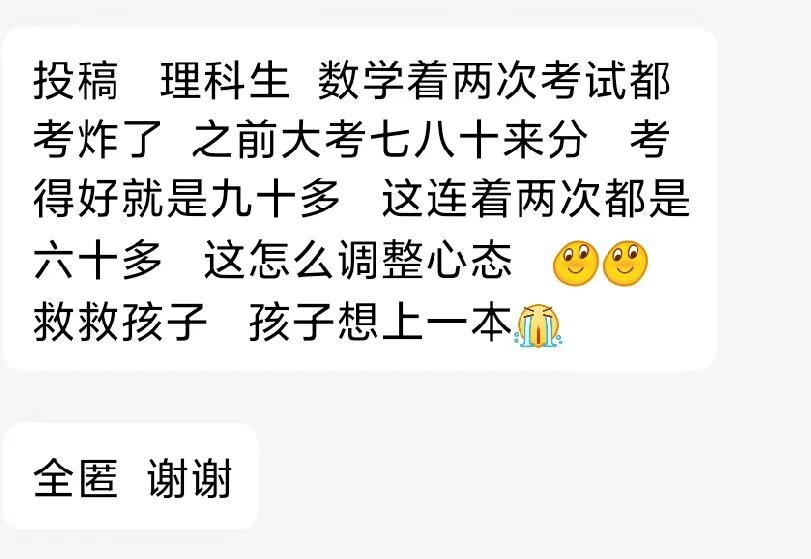 投稿 理科生 数学着两次考试都
考炸了 之前大考七八十来分 考
得好就是九十多 这连着两次都是
六十多 这怎么调整心态
救救孩子 孩子想上一本
全匿 谢谢